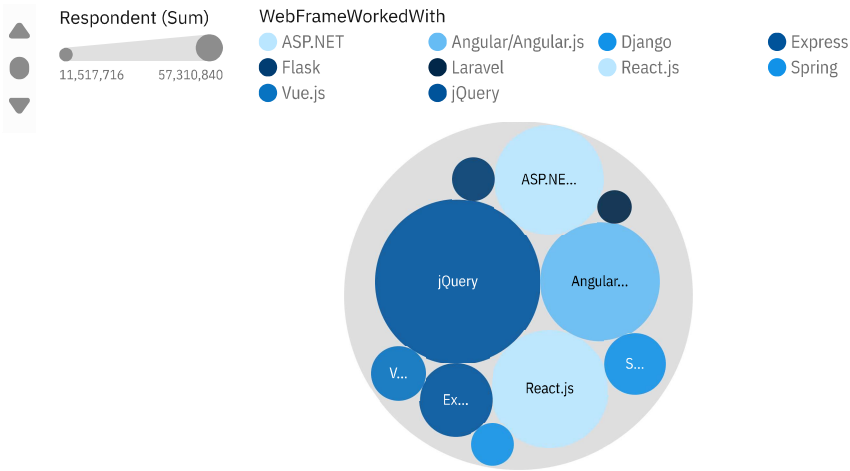 Respondent (Sum)
11,517,716 57,310,840
WebFrameWorkedWith
ASP.NET Angular/Angular.js Django Express
Flask Laravel React.js Spring
Vue.js jQuery
ASP.NE...
jQuery
Angular...
S...
V...
React.js
Ex...